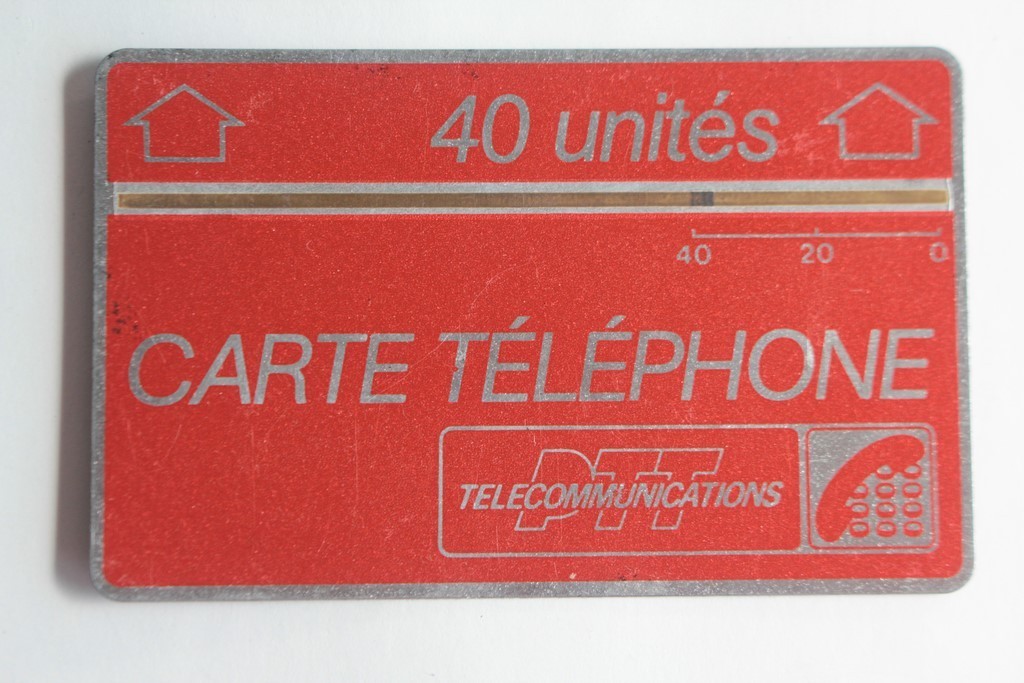 40 unités
40 20 0
CARTE TÉLÉPHONE
PTT
TELECOMMUNICATIONS